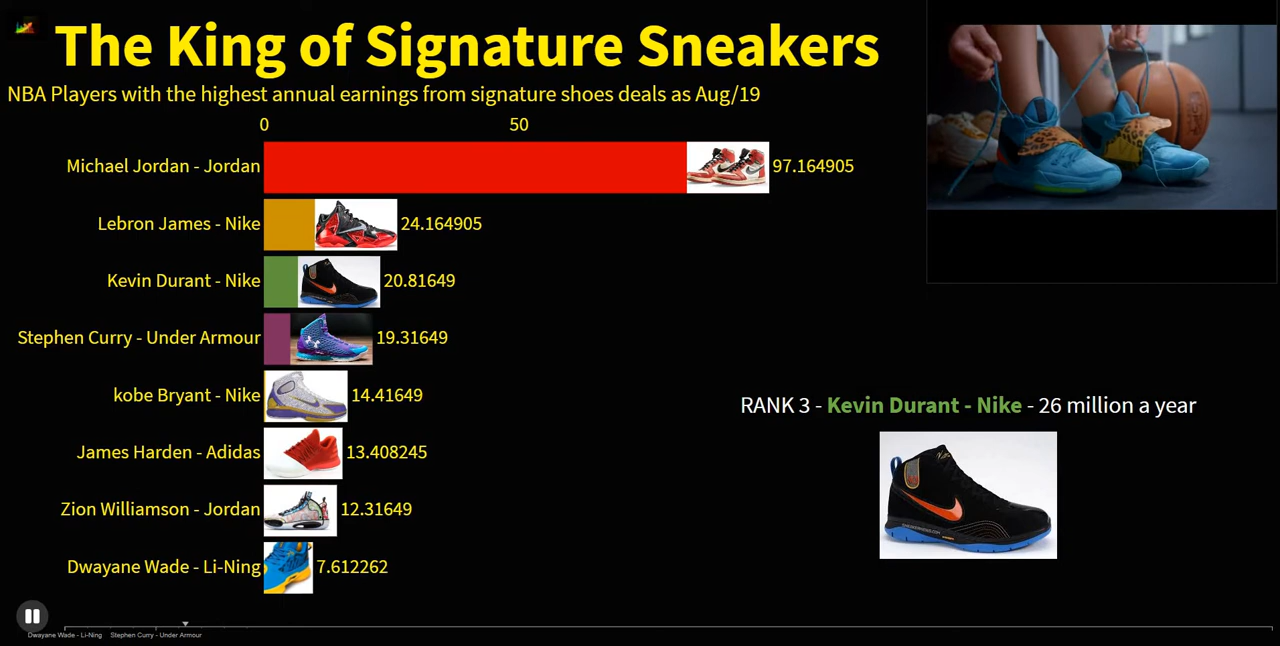 The King of Signature Sneakers
NBA Players with the highest annual earnings from signature shoes deals as Aug/19
0 50
Michael Jordan - Jordan 97.164905
Lebron James - Nike 24.164905
Kevin Durant - Nike 20.81649
Stephen Curry - Under Armour 19.31649
kobe Bryant - Nike 14.41649
RANK 3 - Kevin Durant - Nike - 26 million a year
James Harden - Adidas 13.408245
Zion Williamson - Jordan 12.31649
Dwayane Wade - Li-Ning 7.612262
Dwayane Wade - Li-Ning Stephen Curry - Under Armour